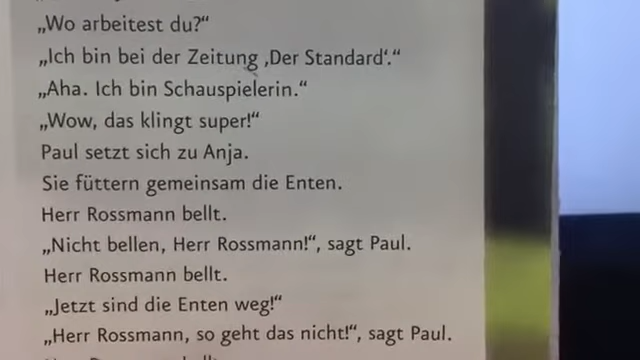 „Wo arbeitest du?“
„Ich bin bei der Zeitung ‚Der Standard‘.“
„Aha. Ich bin Schauspielerin.“
„Wow, das klingt super!“
Paul setzt sich zu Anja.
Sie füttern gemeinsam die Enten.
Herr Rossmann bellt.
„Nicht bellen, Herr Rossmann!“, sagt Paul.
Herr Rossmann bellt.
„Jetzt sind die Enten weg!“
„Herr Rossmann, so geht das nicht!“, sagt Paul.